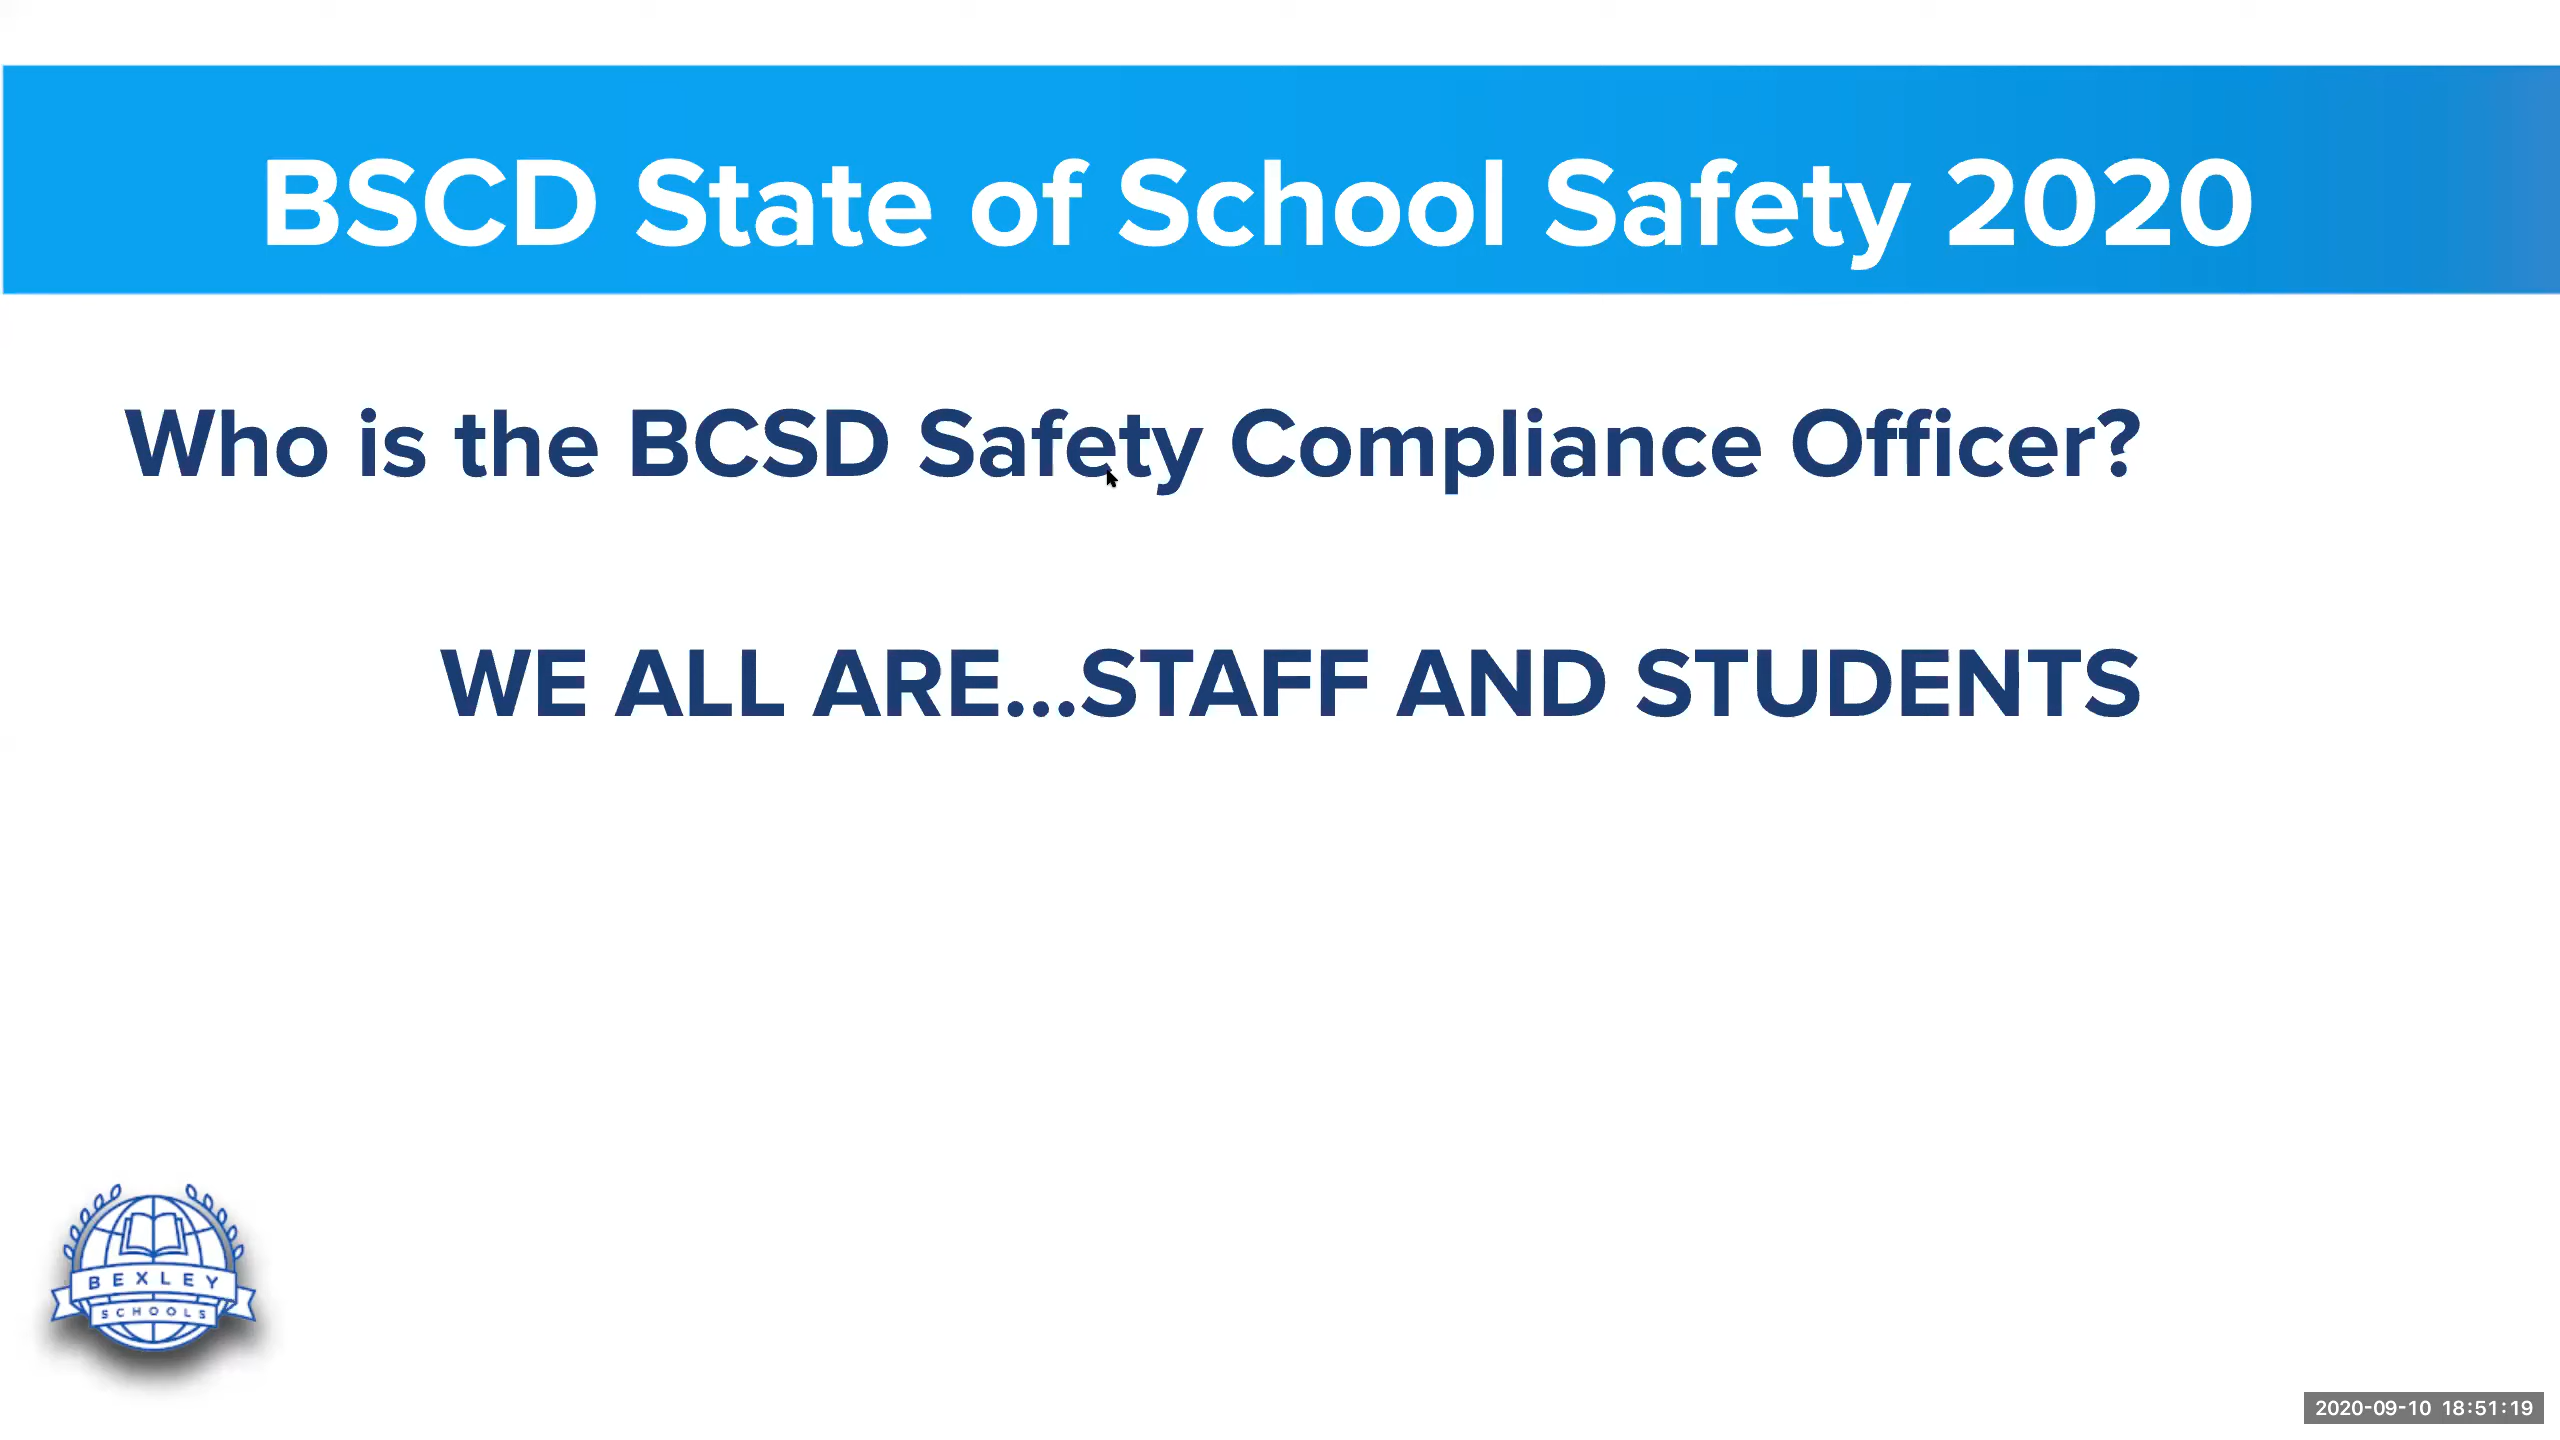 BSCD State of School Safety 2020
Who is the BCSD Safety Compliance Officer?
WE ALL ARE...STAFF AND STUDENTS
BEXLEY
SCHOOLS
2020-09-10 18:51:19